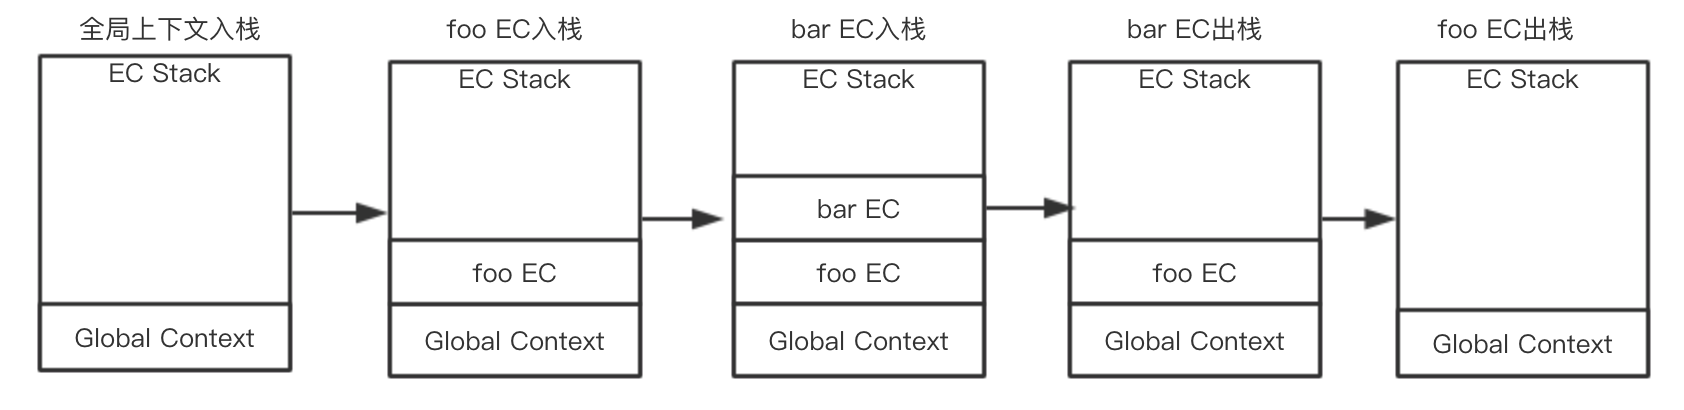 全局上下文入栈
EC Stack
Global Context
foo EC入栈
EC Stack
foo EC
Global Context
bar EC入栈
EC Stack
bar EC
foo EC
Global Context
bar EC出栈
EC Stack
foo EC
Global Context
foo EC出栈
EC Stack
Global Context